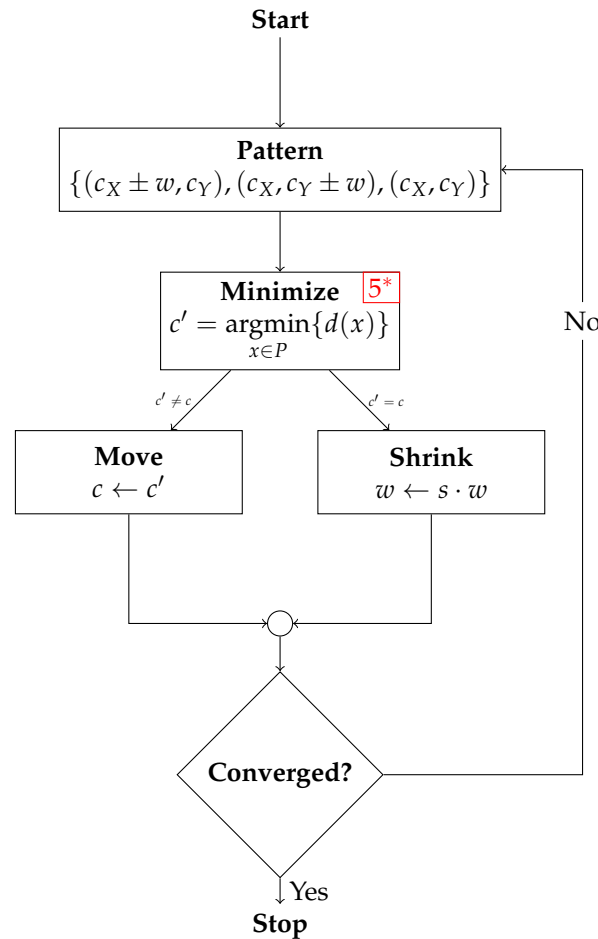 Start
Pattern
{(c_X ± w, c_Y), (c_X, c_Y ± w), (c_X, c_Y)}
Minimize
5*
c′ = argmin{d(x)}
x∈P
No
c′ ≠ c
c′ = c
Move
c ← c′
Shrink
w ← s · w
Converged?
Yes
Stop